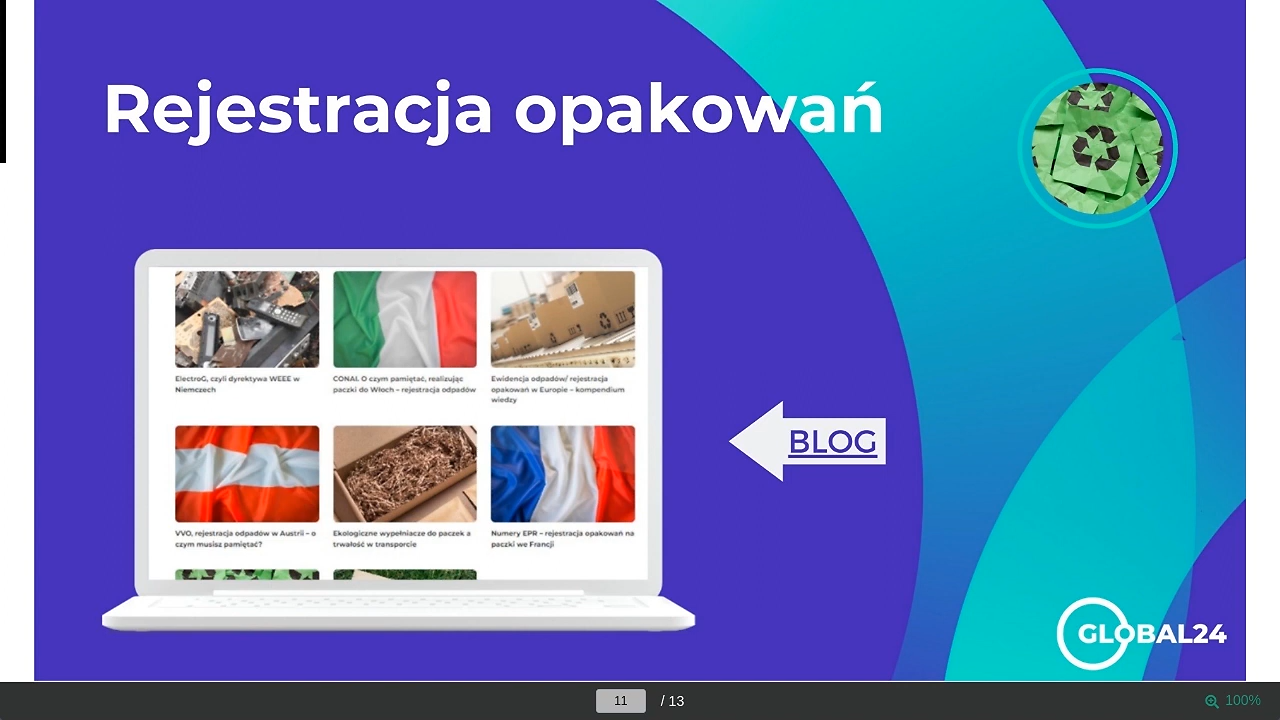 Rejestracja opakowań
ElectroG, czyli dyrektywa WEEE w
Niemczech
CONAI. O czym pamiętać, realizując
paczki do Włoch – rejestracja odpadów
Ewidencja odpadów/ rejestracja
opakowań w Europie – kompendium
wiedzy
VVO, rejestracja odpadów w Austrii – o
czym musisz pamiętać?
Ekologiczne wypełniacze do paczek a
trwałość w transporcie
Numery EPR – rejestracja opakowań na
paczki we Francji
BLOG
GLOBAL24
11 / 13
100%